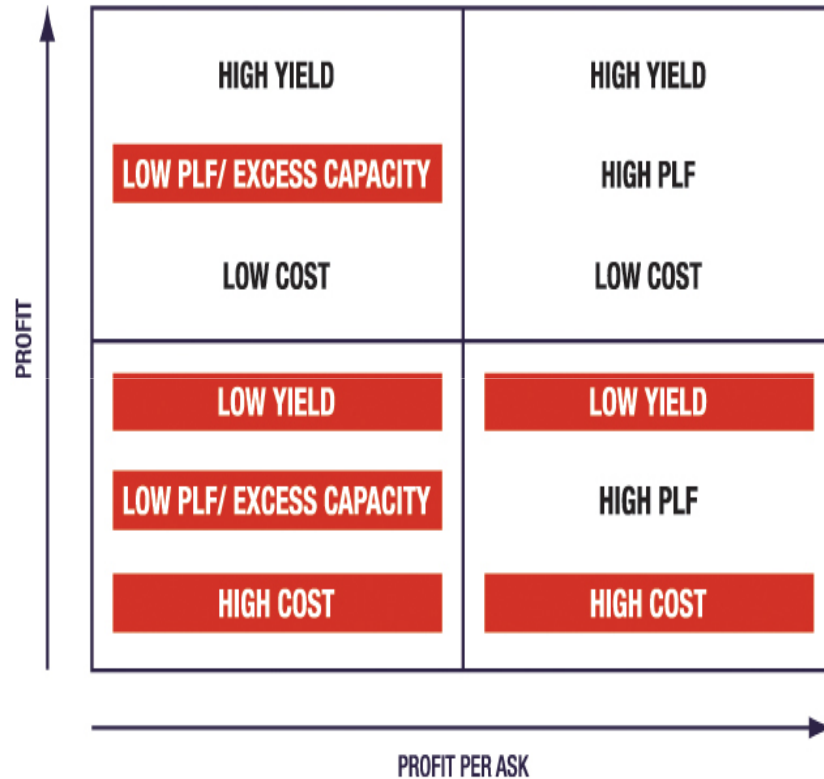 HIGH YIELD
LOW PLF/ EXCESS CAPACITY
LOW COST
HIGH YIELD
HIGH PLF
LOW COST
PROFIT
LOW YIELD
LOW PLF/ EXCESS CAPACITY
HIGH COST
LOW YIELD
HIGH PLF
HIGH COST
PROFIT PER ASK